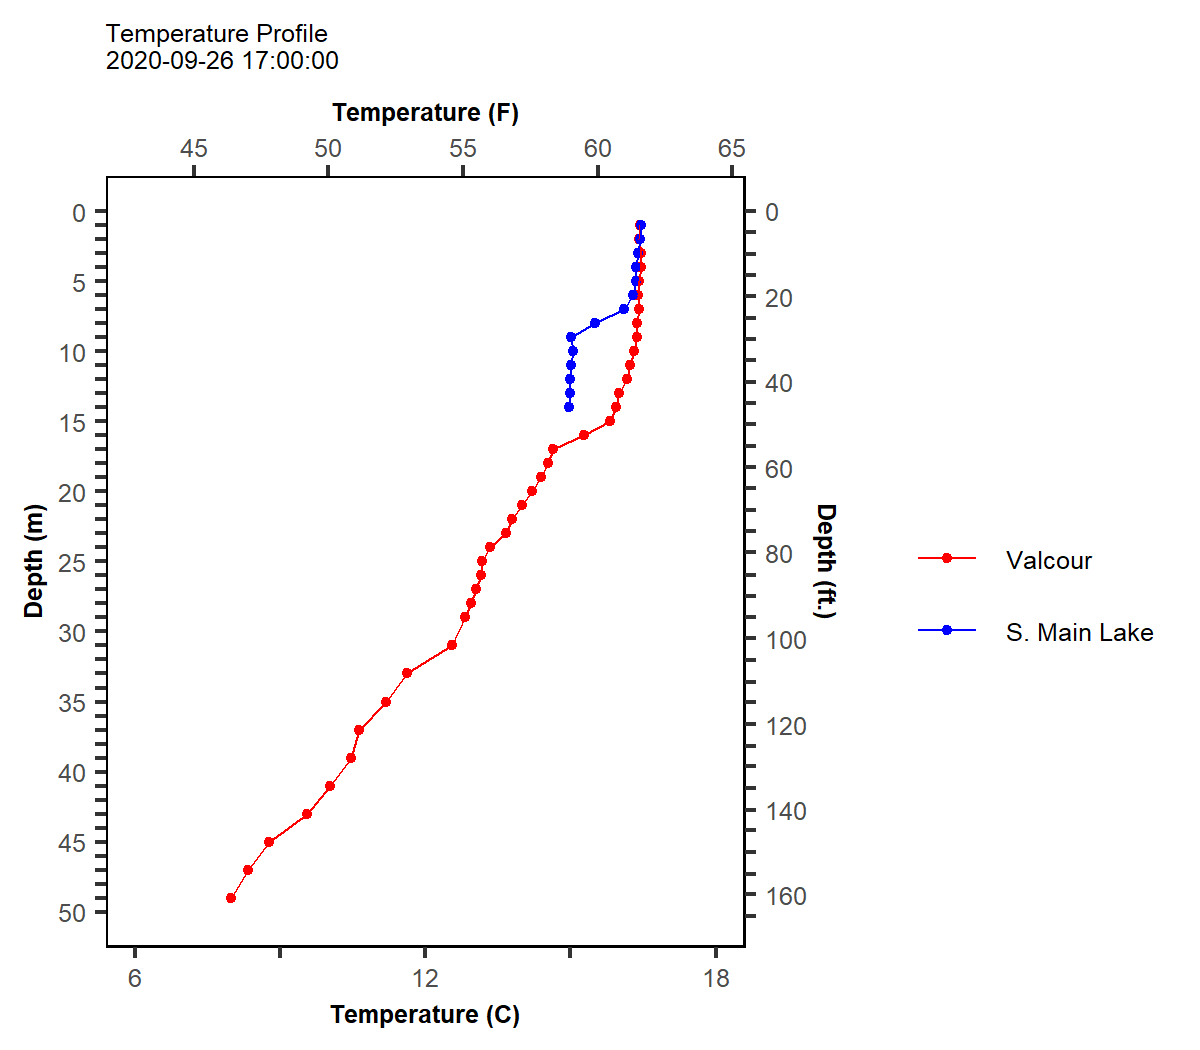 Temperature Profile
2020-09-26 17:00:00
Temperature (F)
45 50 55 60 65
0 0
5
20
10
40
15
60
20
80
25
100
30
35
120
40
140
45
160
50
Depth (m)
Depth (ft.)
Valcour
S. Main Lake
6 12 18
Temperature (C)